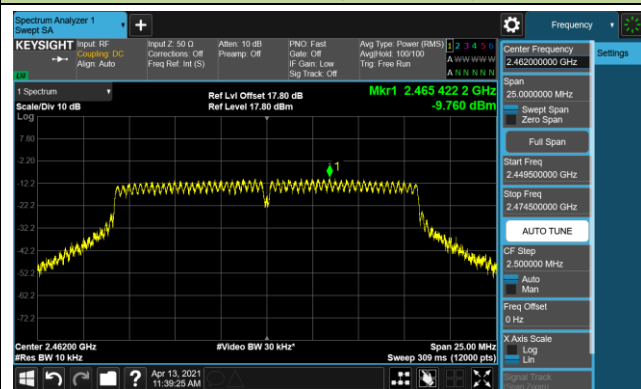 Spectrum Analyzer 1
Swept SA
+
Frequency
KEYSIGHT
Input: RF
Coupling: DC
Align: Auto
Input Z: 50 Ω
Corrections: Off
Freq Ref: Int (S)
Atten: 10 dB
Preamp: Off
PNO: Fast
Gate: Off
IF Gain: Low
Sig Track: Off
Avg Type: Power (RMS)
Avg|Hold: 100/100
Trig: Free Run
1 2 3 4 5 6
A W W W W W
A N N N N N
LXI
Center Frequency
2.462000000 GHz
Settings
1 Spectrum
Scale/Div 10 dB
Log
Ref Lvl Offset 17.80 dB
Ref Level 17.80 dBm
Mkr1 2.465 422 2 GHz
-9.760 dBm
Span
25.0000000 MHz
Swept Span
Zero Span
Full Span
Start Freq
2.449500000 GHz
Stop Freq
2.474500000 GHz
AUTO TUNE
CF Step
2.500000 MHz
Auto
Man
Freq Offset
0 Hz
X Axis Scale
Log
Lin
Signal Track
(Span Zoom)
7.80
-2.20
-12.2
-22.2
-32.2
-42.2
-52.2
-62.2
-72.2
1
Center 2.46200 GHz
#Res BW 10 kHz
#Video BW 30 kHz*
Span 25.00 MHz
Sweep 309 ms (12000 pts)
?
Apr 13, 2021
11:39:25 AM